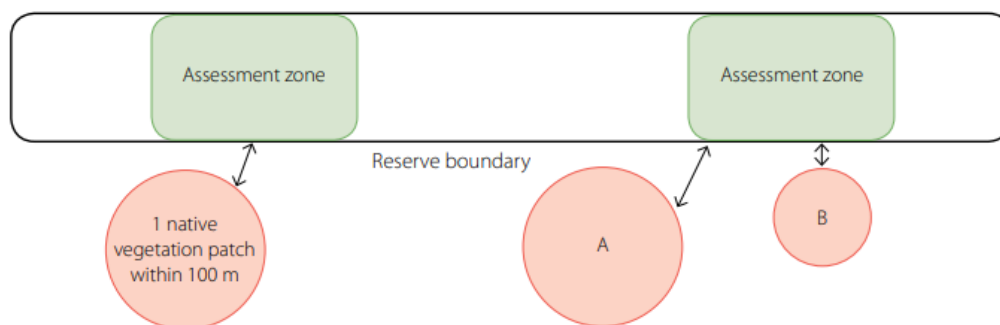 Assessment zone
Assessment zone
Reserve boundary
1 native
vegetation patch
within 100 m
A
B